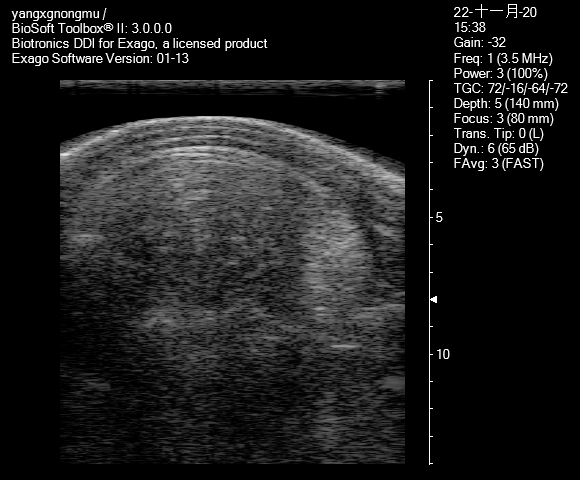 yangxgnongmu /
BioSoft Toolbox® II: 3.0.0.0
Biotronics DDI for Exago, a licensed product
Exago Software Version: 01-13
22-十一月-20
15:38
Gain: -32
Freq: 1 (3.5 MHz)
Power: 3 (100%)
TGC: 72/-16/-64/-72
Depth: 5 (140 mm)
Focus: 3 (80 mm)
Trans. Tip: 0 (L)
Dyn.: 6 (65 dB)
FAvg: 3 (FAST)
5
10